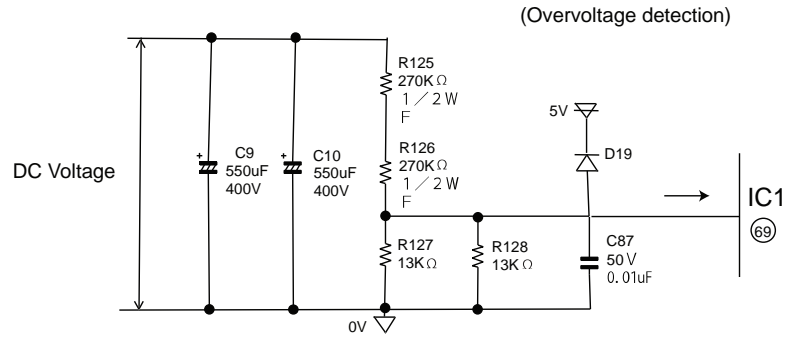 (Overvoltage detection)
R125
270KΩ
1/2W
F
5V
R126
270KΩ
1/2W
F
D19
DC Voltage
+
C9
550uF
400V
+
C10
550uF
400V
IC1
69
R127
13KΩ
R128
13KΩ
C87
50V
0.01uF
0V